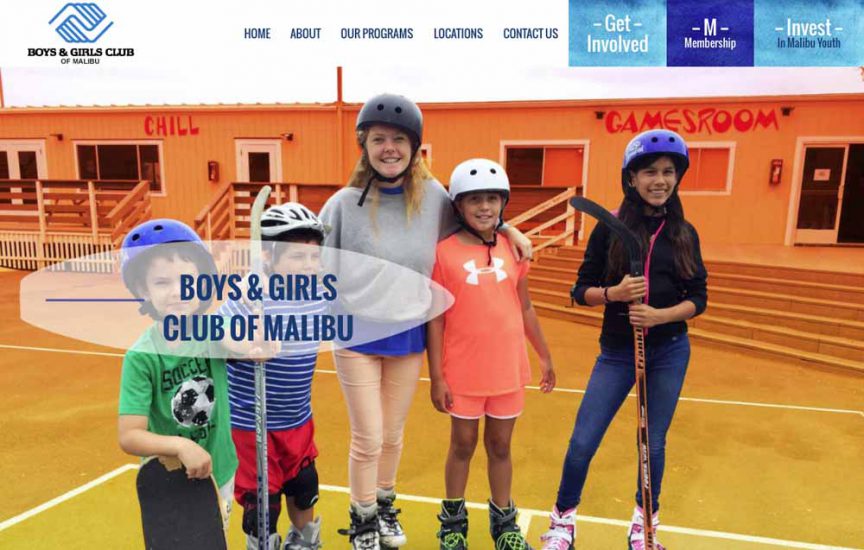 BOYS & GIRLS CLUB
OF MALIBU
HOME ABOUT OUR PROGRAMS LOCATIONS CONTACT US
– Get –
Involved
– M –
Membership
– Invest –
In Malibu Youth
CHILL
GAMESROOM
BOYS & GIRLS
CLUB OF MALIBU
SOCCER
Franklin